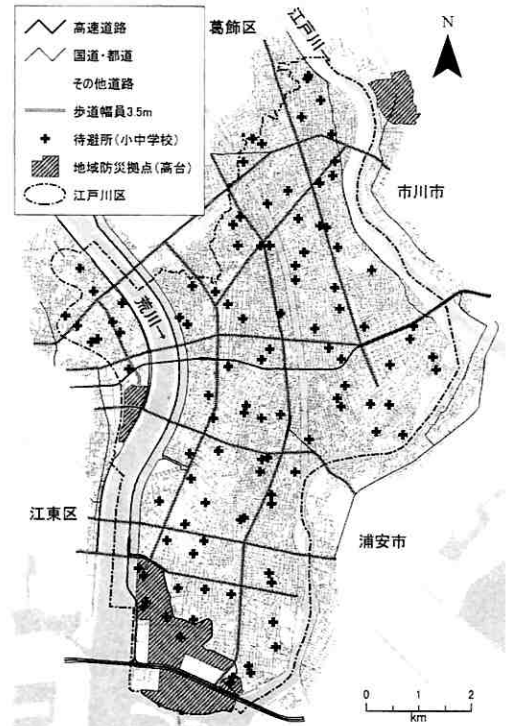 高速道路
国道・都道
その他道路
歩道幅員3.5m
待避所(小中学校)
地域防災拠点(高台)
江戸川区
葛飾区
江戸川→
N
市川市
荒川→
江東区
浦安市
0 1 2
km